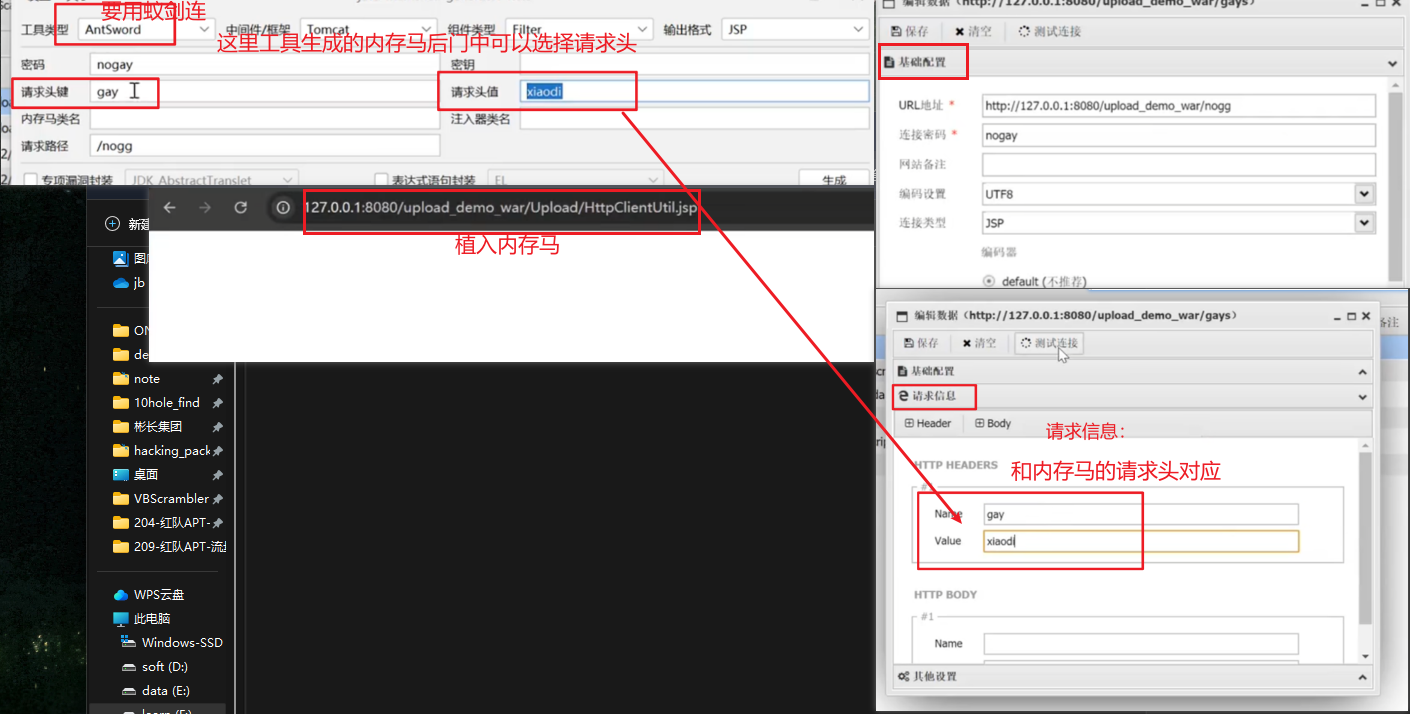 要用蚁剑连
工具类型 AntSword 中间件/框架 Tomcat 组件类型 Filter 输出格式 JSP
这里工具生成的内存马后门中可以选择请求头
密码 nogay 密钥
请求头键 gay 请求头值 xiaodi
内存马类名 注入器类名
请求路径 /nogg
专项漏洞封装 JDK_AbstractTranslet 表达式语句封装 EL 生成
127.0.0.1:8080/upload_demo_war/Upload/HttpClientUtil.jsp
植入内存马
新建
图库
jb
ON
de
note
10hole_find
彬长集团
hacking_pack
桌面
VBScrambler
204-红队APT-
209-红队APT-流量
WPS云盘
此电脑
Windows-SSD
soft (D:)
data (E:)
编辑数据（http://127.0.0.1:8080/upload_demo_war/gays）
保存 清空 测试连接
基础配置
URL地址 * http://127.0.0.1:8080/upload_demo_war/nogg
连接密码 * nogay
网站备注
编码设置 UTF8
连接类型 JSP
编码器
default (不推荐)
编辑数据（http://127.0.0.1:8080/upload_demo_war/gays）
备注
保存 清空 测试连接
基础配置
请求信息
Header Body
请求信息：
HTTP HEADERS
和内存马的请求头对应
Name gay
Value xiaodi
HTTP BODY
#1
Name
其他设置